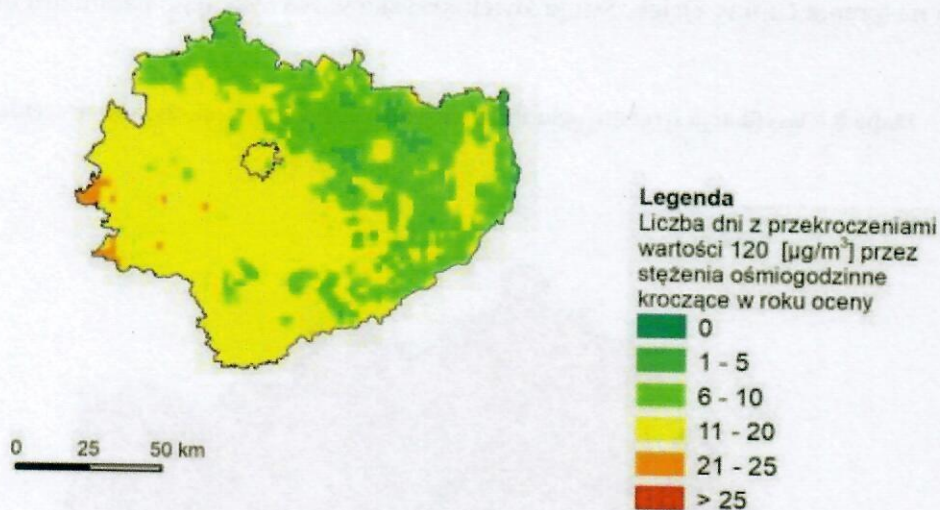 Legenda
Liczba dni z przekroczeniami
wartości 120 [µg/m³] przez
stężenia ośmiogodzinne
kroczące w roku oceny
0
1 - 5
6 - 10
11 - 20
21 - 25
> 25
0 25 50 km